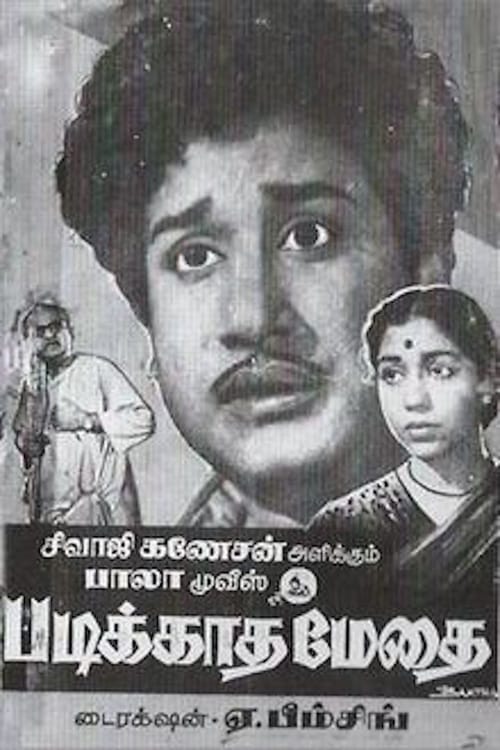 சிவாஜி கணேசன் அளிக்கும்
பாலா மூவிஸ்
படிக்காத மேதை
டைரக்ஷன் - ஏ. பீம்சிங்